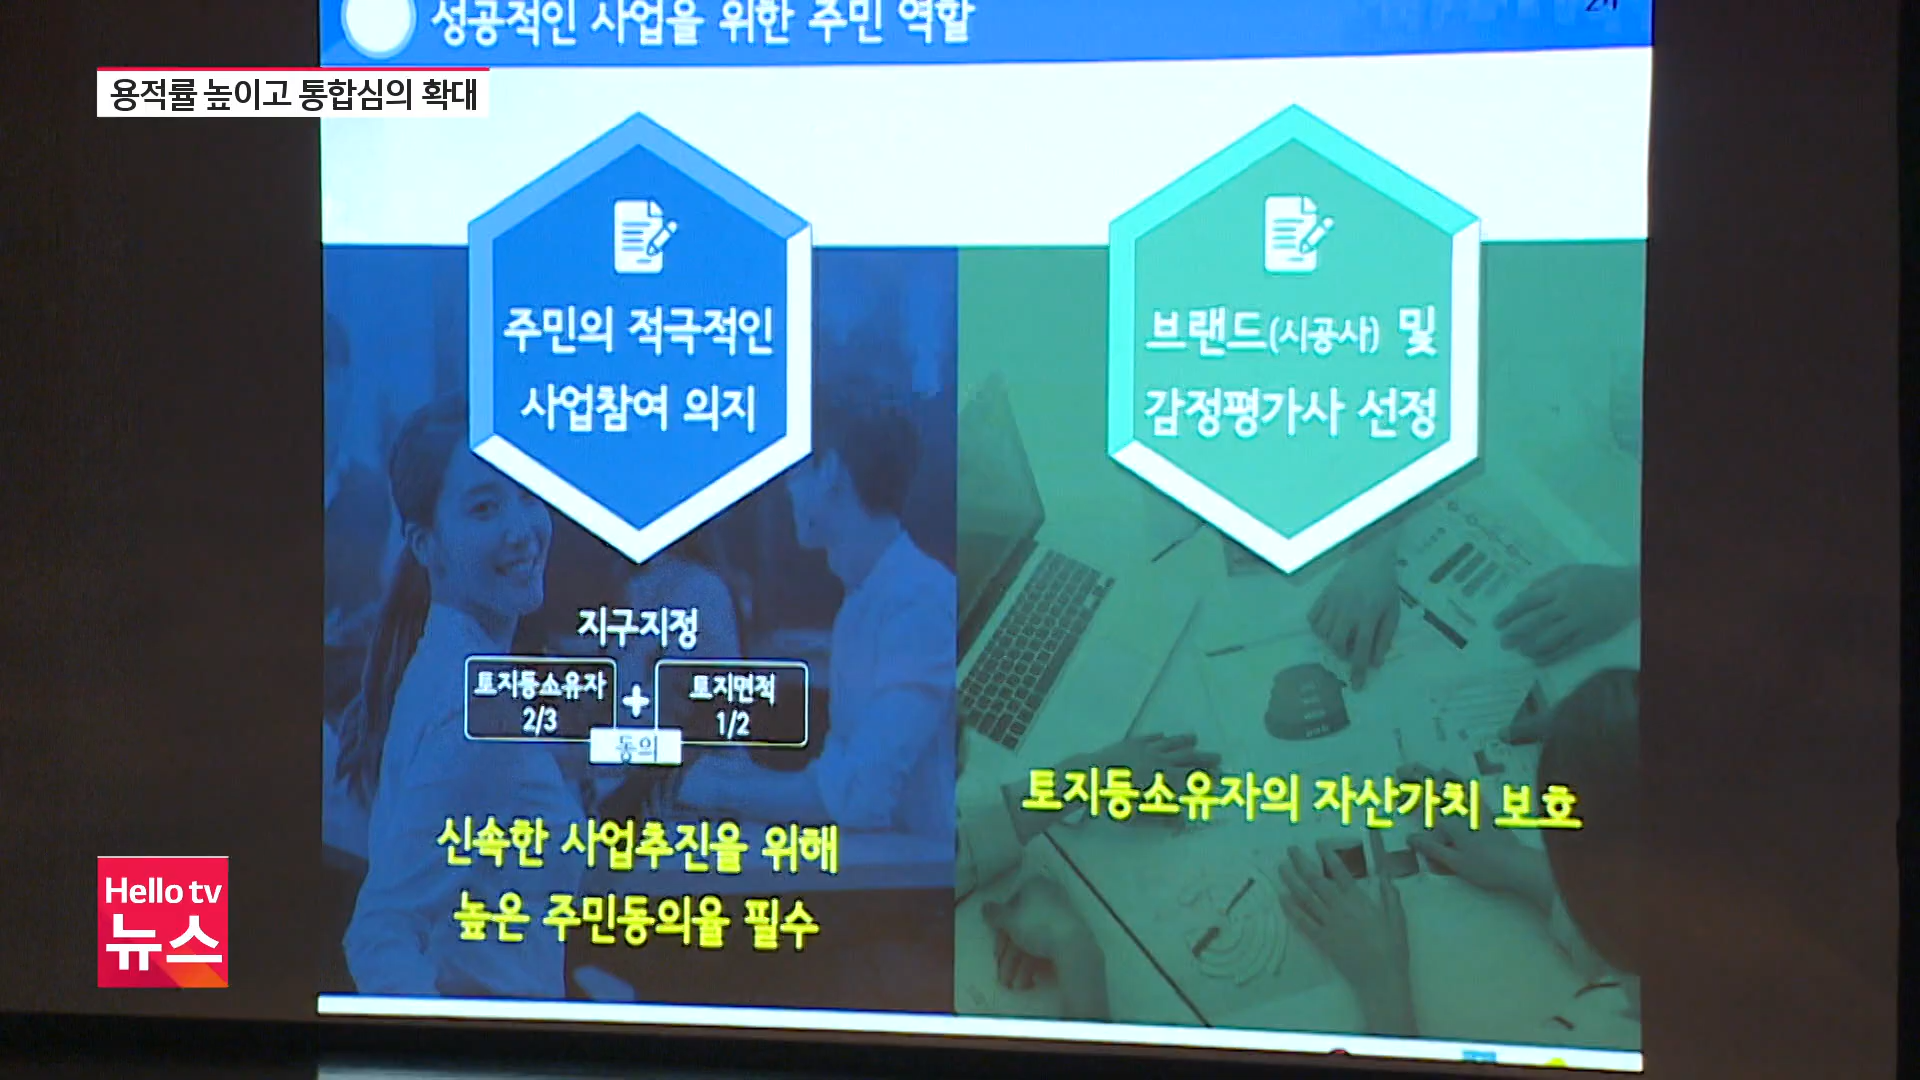 성공적인 사업을 위한 주민 역할
용적률 높이고 통합심의 확대
주민의 적극적인
사업참여 의지
브랜드(시공사) 및
감정평가사 선정
지구지정
토지등소유자
2/3
+
토지면적
1/2
동의
신속한 사업추진을 위해
높은 주민동의율 필수
토지등소유자의 자산가치 보호
Hello tv
뉴스